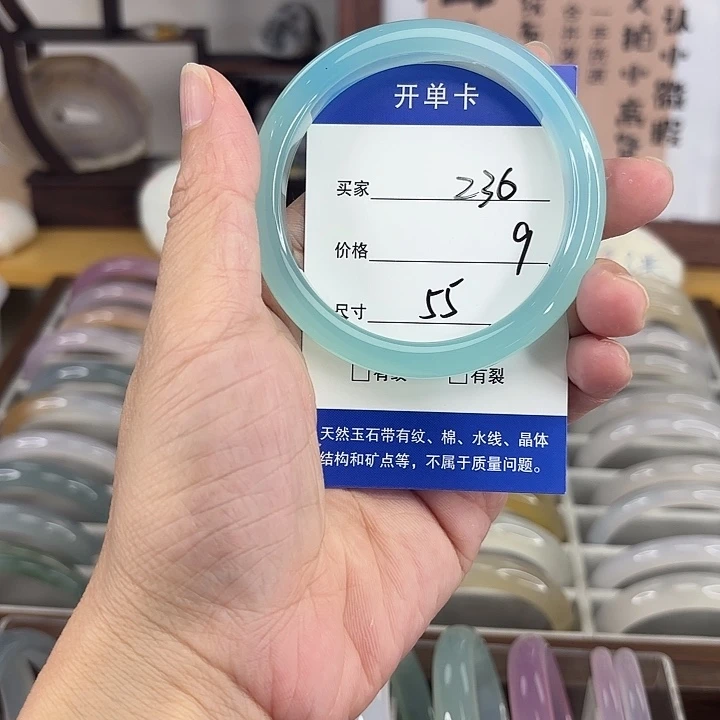 开单卡
买家 236
价格 9
尺寸 55
有裂
天然玉石带有纹、棉、水线、晶体
结构和矿点等，不属于质量问题。